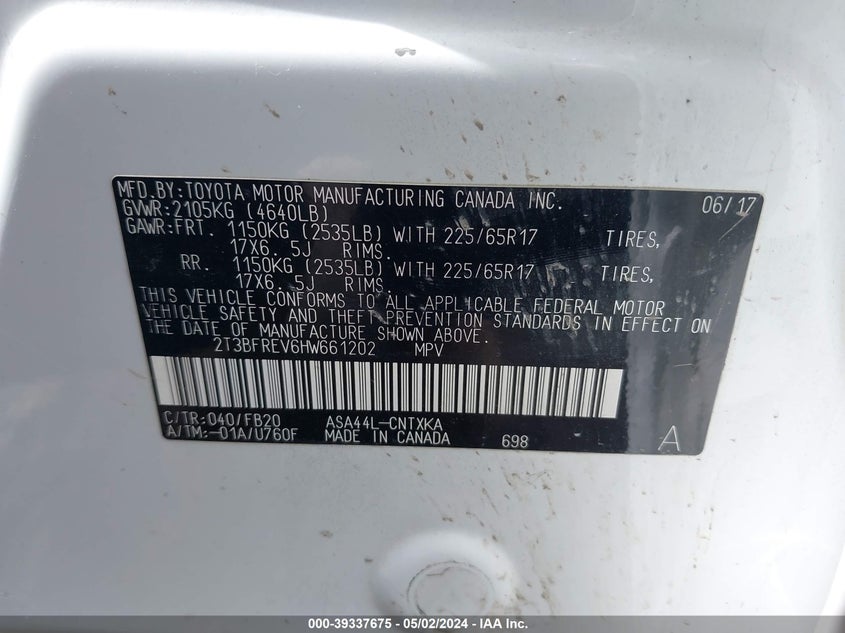 MFD.BY:TOYOTA MOTOR MANUFACTURING CANADA INC. 06/17
GVWR:2105KG (4640LB)
GAWR:FRT. 1150KG (2535LB) WITH 225/65R17 TIRES,
17X6. 5J RIMS.
RR. 1150KG (2535LB) WITH 225/65R17 TIRES,
17X6. 5J RIMS.
THIS VEHICLE CONFORMS TO ALL APPLICABLE FEDERAL MOTOR
VEHICLE SAFETY AND THEFT PREVENTION STANDARDS IN EFFECT ON
THE DATE OF MANUFACTURE SHOWN ABOVE.
2T3BFREV6HW661202 MPV
C/TR:040/FB20 ASA44L-CNTXKA
A/TM:-01A/U760F MADE IN CANADA 698 A
000-39337675 - 05/02/2024 - IAA Inc.